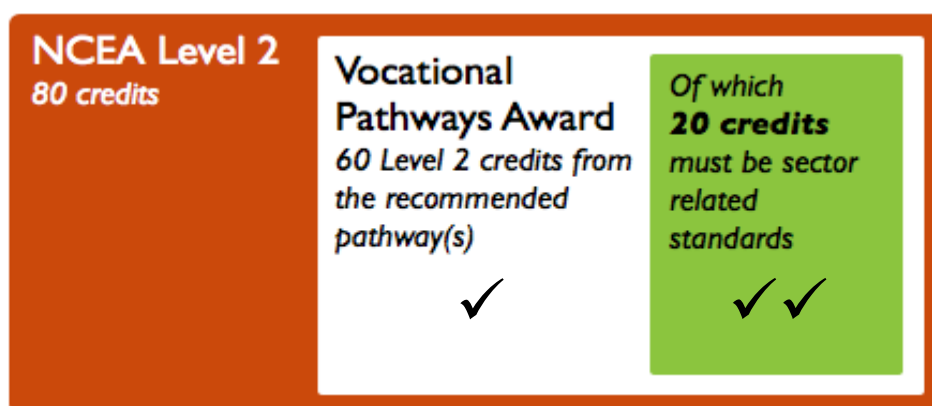 NCEA Level 2
80 credits
Vocational
Pathways Award
60 Level 2 credits from
the recommended
pathway(s)
✓
Of which
20 credits
must be sector
related
standards
✓✓